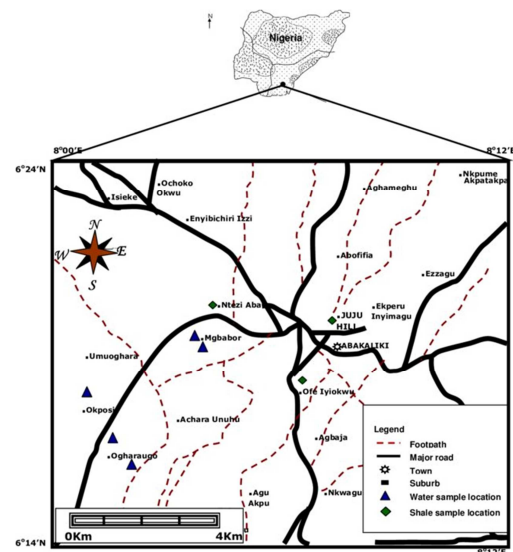 N
Nigeria
8°00'E
8°12'E
6°24'N
Nkpume
Akpatakpa
Ochoko
Okwu
Isieke
Aghameghu
Enyibichiri Izzi
N
W E
S
Abofifia
Ezzagu
Ntezi Aba
JUJU
HILL
Ekperu
Inyimagu
Mgbabor
ABAKALIKI
Umuoghara
Okposi
Ofe Iyiokwu
Achara Unuhu
Agbaja
Ogharaugo
Agu
Akpu
Nkwagu
Legend
Footpath
Major road
Town
Suburb
Water sample location
Shale sample location
0Km 4Km
6°14'N
8°12'E